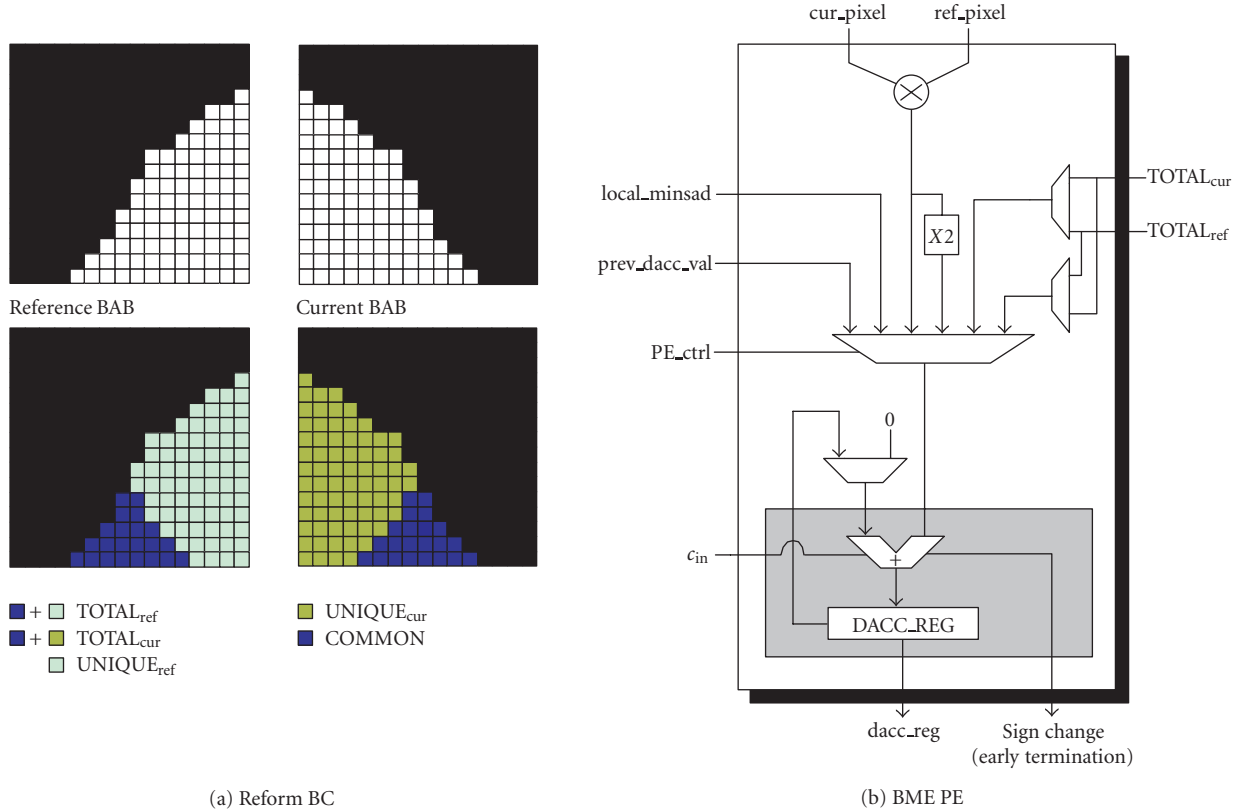 Reference BAB
Current BAB
+ TOTALref
+ TOTALcur
UNIQUEref
UNIQUEcur
COMMON
(a) Reform BC
cur_pixel
ref_pixel
TOTALcur
local_minsad
TOTALref
X2
prev_dacc_val
PE_ctrl
0
cin
+
DACC_REG
dacc_reg
Sign change
(early termination)
(b) BME PE